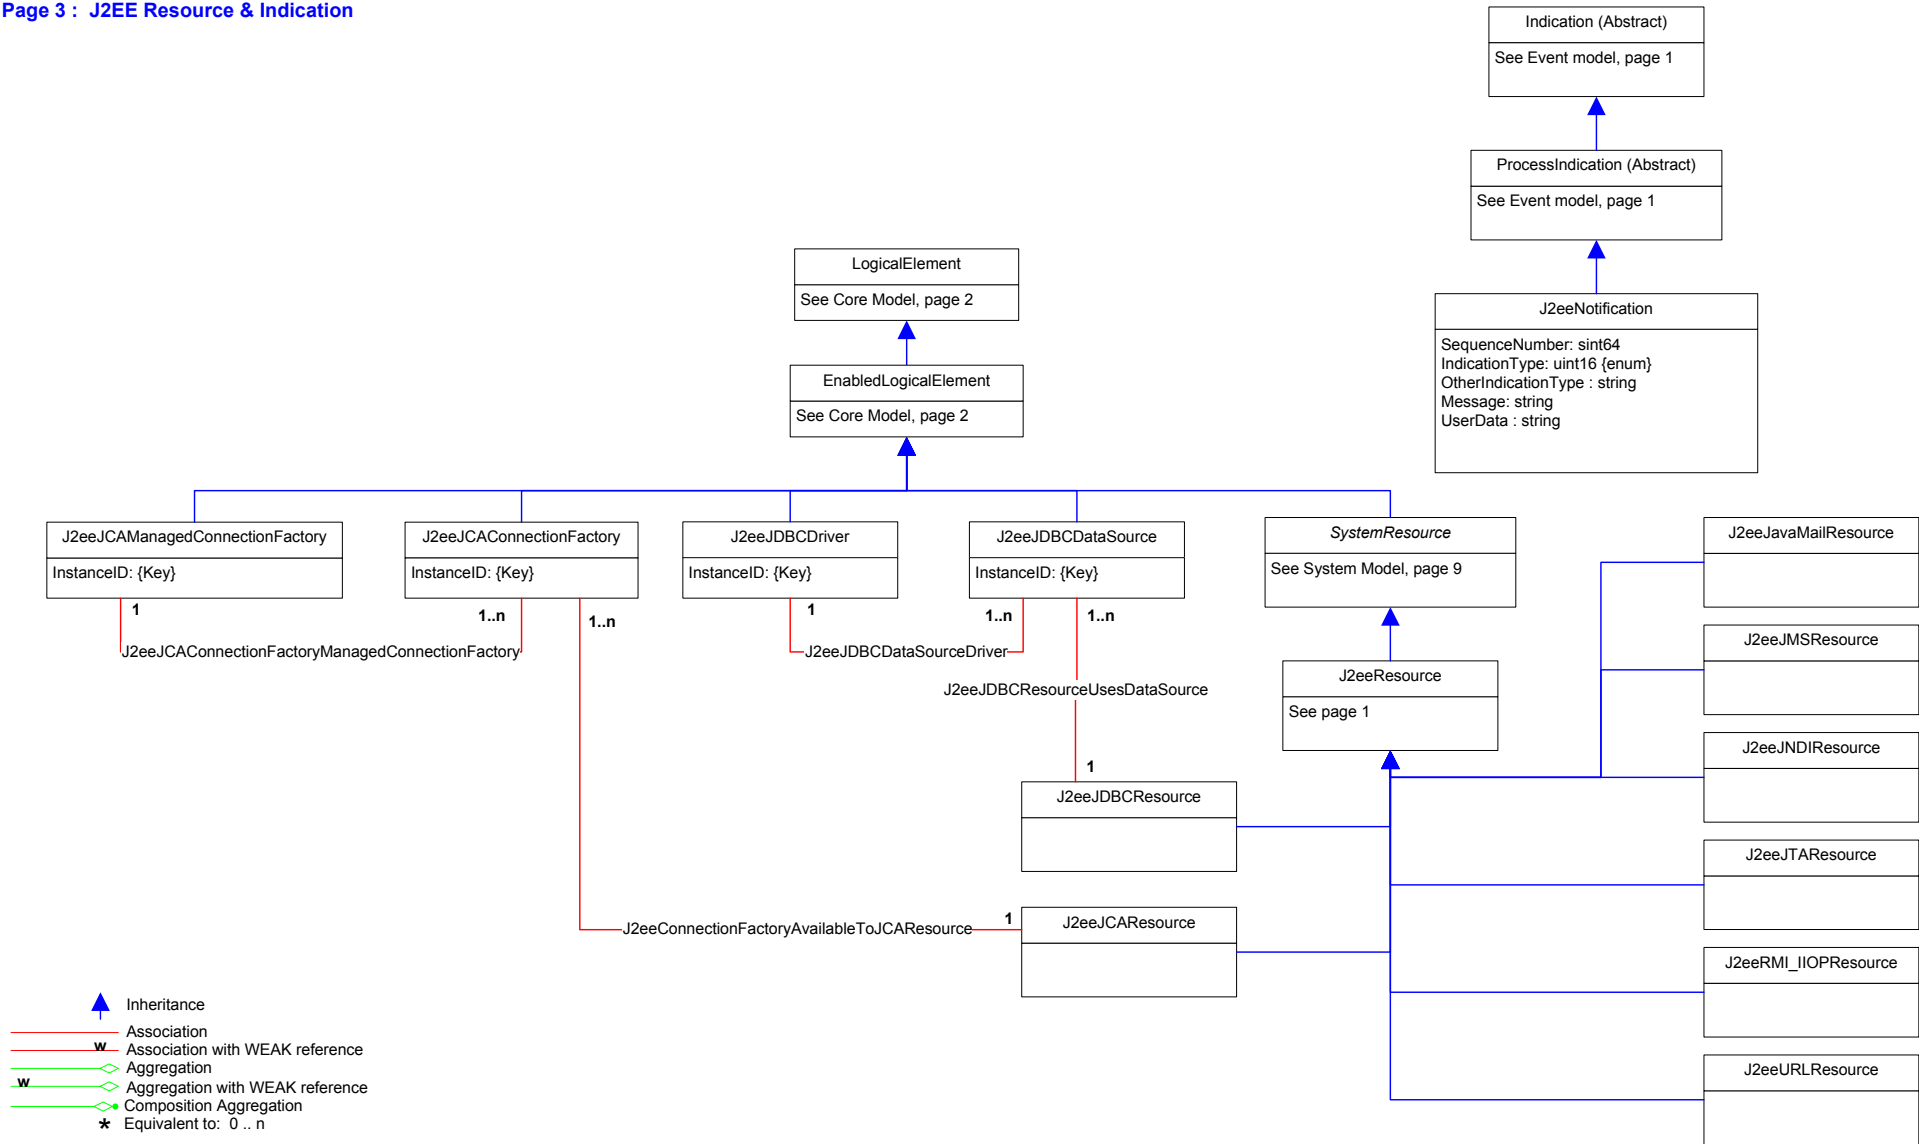 Page 3 : J2EE Resource & Indication
Indication (Abstract)
See Event model, page 1
ProcessIndication (Abstract)
See Event model, page 1
LogicalElement
See Core Model, page 2
J2eeNotification
SequenceNumber: sint64
IndicationType: uint16 {enum}
OtherIndicationType : string
Message: string
UserData : string
EnabledLogicalElement
See Core Model, page 2
J2eeJCAManagedConnectionFactory
InstanceID: {Key}
J2eeJCAConnectionFactory
InstanceID: {Key}
J2eeJDBCDriver
InstanceID: {Key}
J2eeJDBCDataSource
InstanceID: {Key}
SystemResource
See System Model, page 9
J2eeJavaMailResource
1
1..n
1..n
1
1..n
1..n
J2eeJCAConnectionFactoryManagedConnectionFactory
J2eeJDBCDataSourceDriver
J2eeJMSResource
J2eeJDBCResourceUsesDataSource
J2eeResource
See page 1
J2eeJNDIResource
1
J2eeJDBCResource
J2eeJTAResource
J2eeConnectionFactoryAvailableToJCAResource
1
J2eeJCAResource
J2eeRMI_IIOPResource
J2eeURLResource
Inheritance
Association
w
Association with WEAK reference
Aggregation
w
Aggregation with WEAK reference
Composition Aggregation
* Equivalent to: 0 .. n